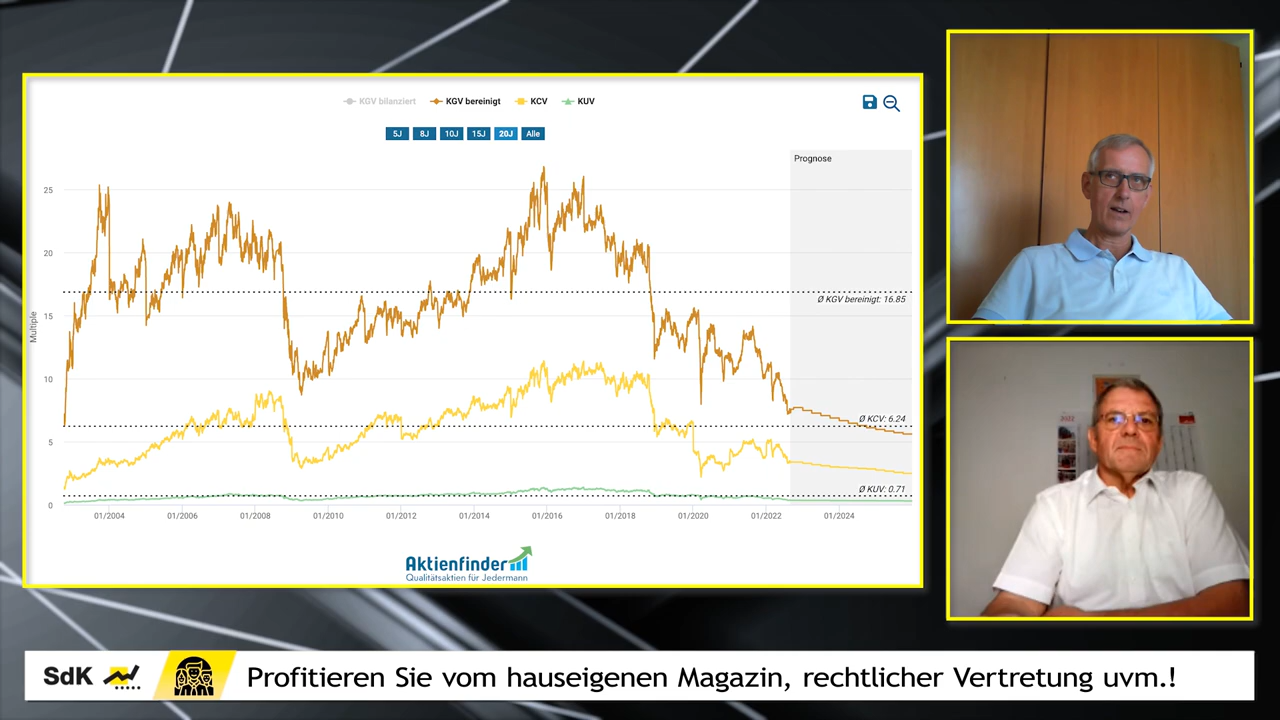 KGV bilanziert KGV bereinigt KCV KUV
5J 8J 10J 15J 20J Alle
Prognose
25
20
Ø KGV bereinigt: 16.85
15
Multiple
10
Ø KCV: 6.24
5
Ø KUV: 0.71
0
01/2004 01/2006 01/2008 01/2010 01/2012 01/2014 01/2016 01/2018 01/2020 01/2022 01/2024
Aktienfinder
Qualitätsaktien für Jedermann
SdK
Profitieren Sie vom hauseigenen Magazin, rechtlicher Vertretung uvm.!